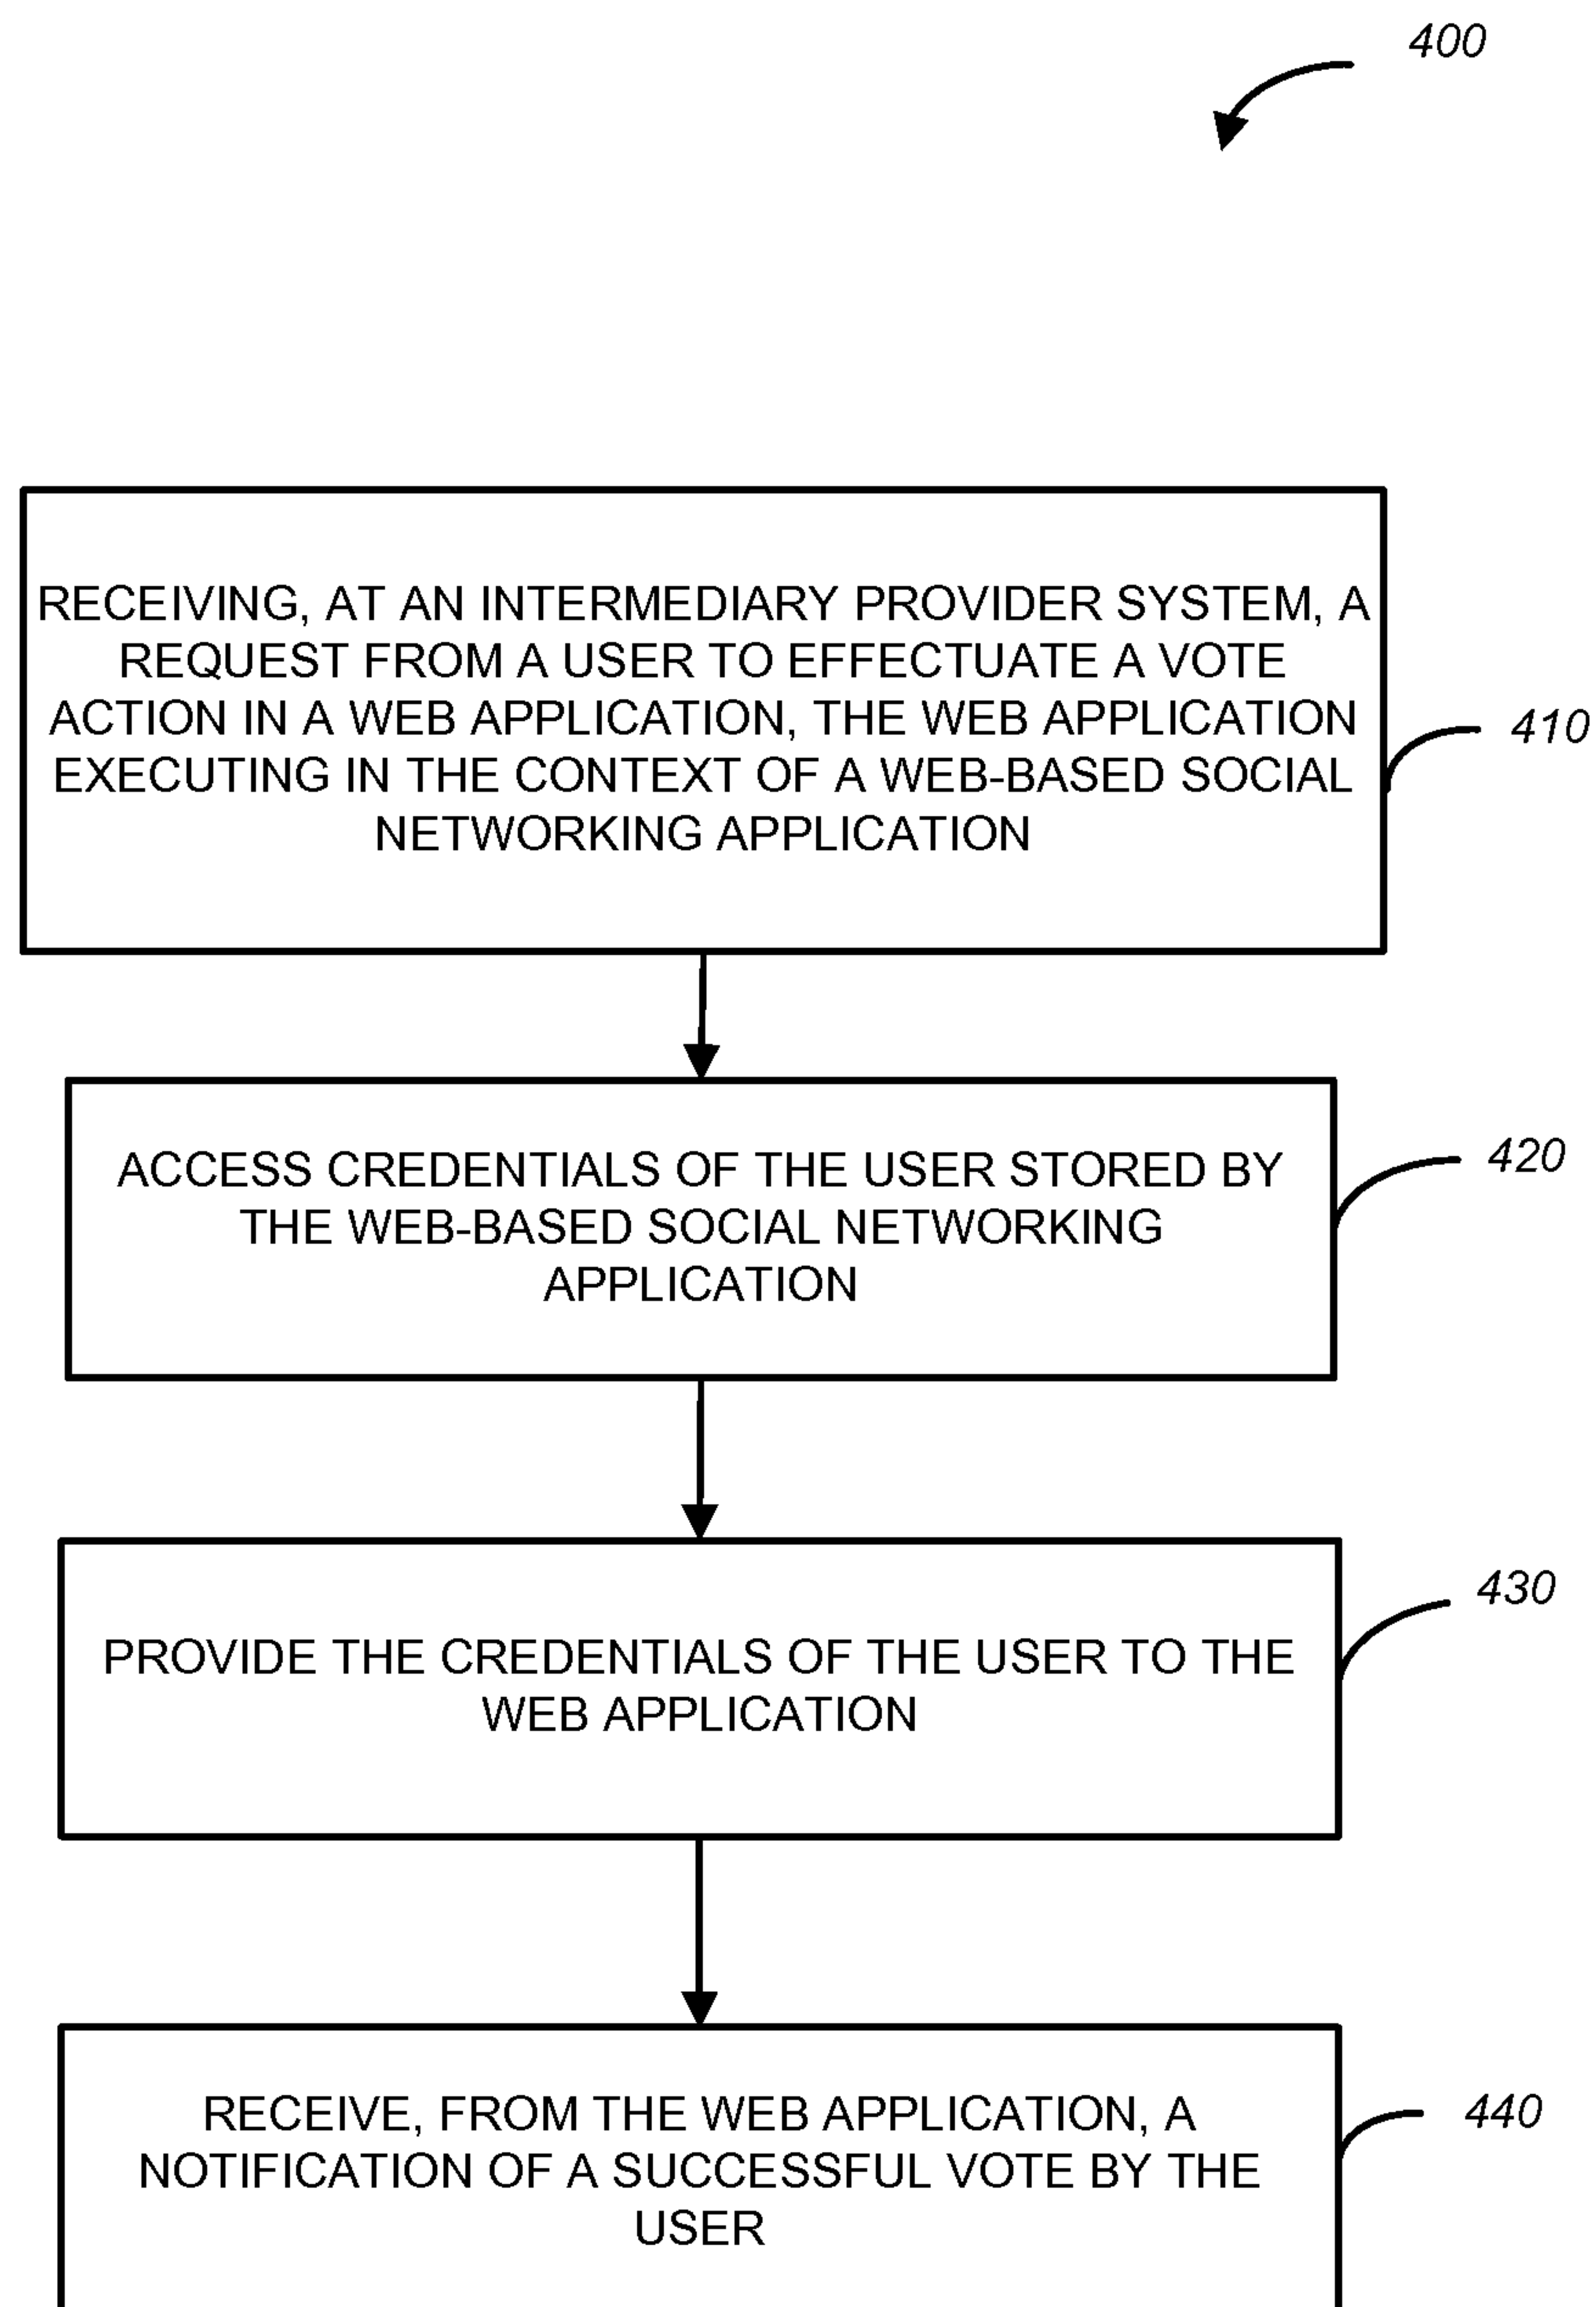 400
RECEIVING, AT AN INTERMEDIARY PROVIDER SYSTEM, A
REQUEST FROM A USER TO EFFECTUATE A VOTE
ACTION IN A WEB APPLICATION, THE WEB APPLICATION
EXECUTING IN THE CONTEXT OF A WEB-BASED SOCIAL
NETWORKING APPLICATION
410
ACCESS CREDENTIALS OF THE USER STORED BY
THE WEB-BASED SOCIAL NETWORKING
APPLICATION
420
PROVIDE THE CREDENTIALS OF THE USER TO THE
WEB APPLICATION
430
RECEIVE, FROM THE WEB APPLICATION, A
NOTIFICATION OF A SUCCESSFUL VOTE BY THE
USER
440